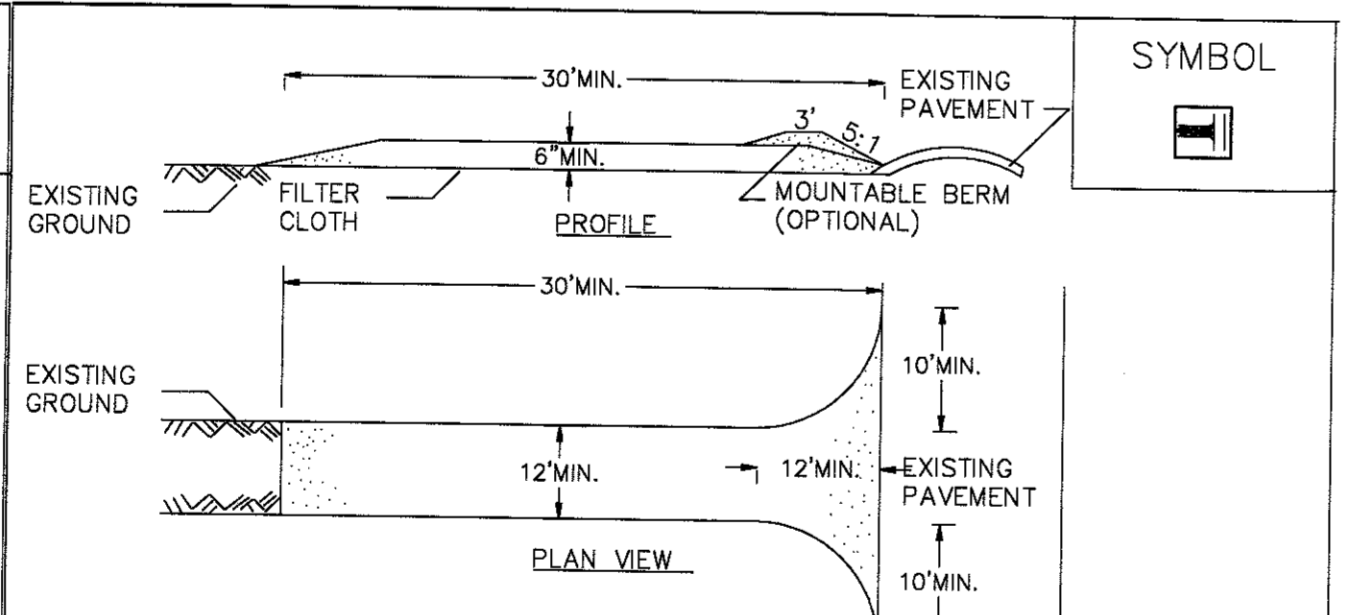 SYMBOL
30'MIN.
EXISTING
PAVEMENT
3'
5:1
6"MIN.
EXISTING
GROUND
FILTER
CLOTH
PROFILE
MOUNTABLE BERM
(OPTIONAL)
30'MIN.
EXISTING
GROUND
10'MIN.
12'MIN.
12'MIN.
EXISTING
PAVEMENT
PLAN VIEW
10'MIN.